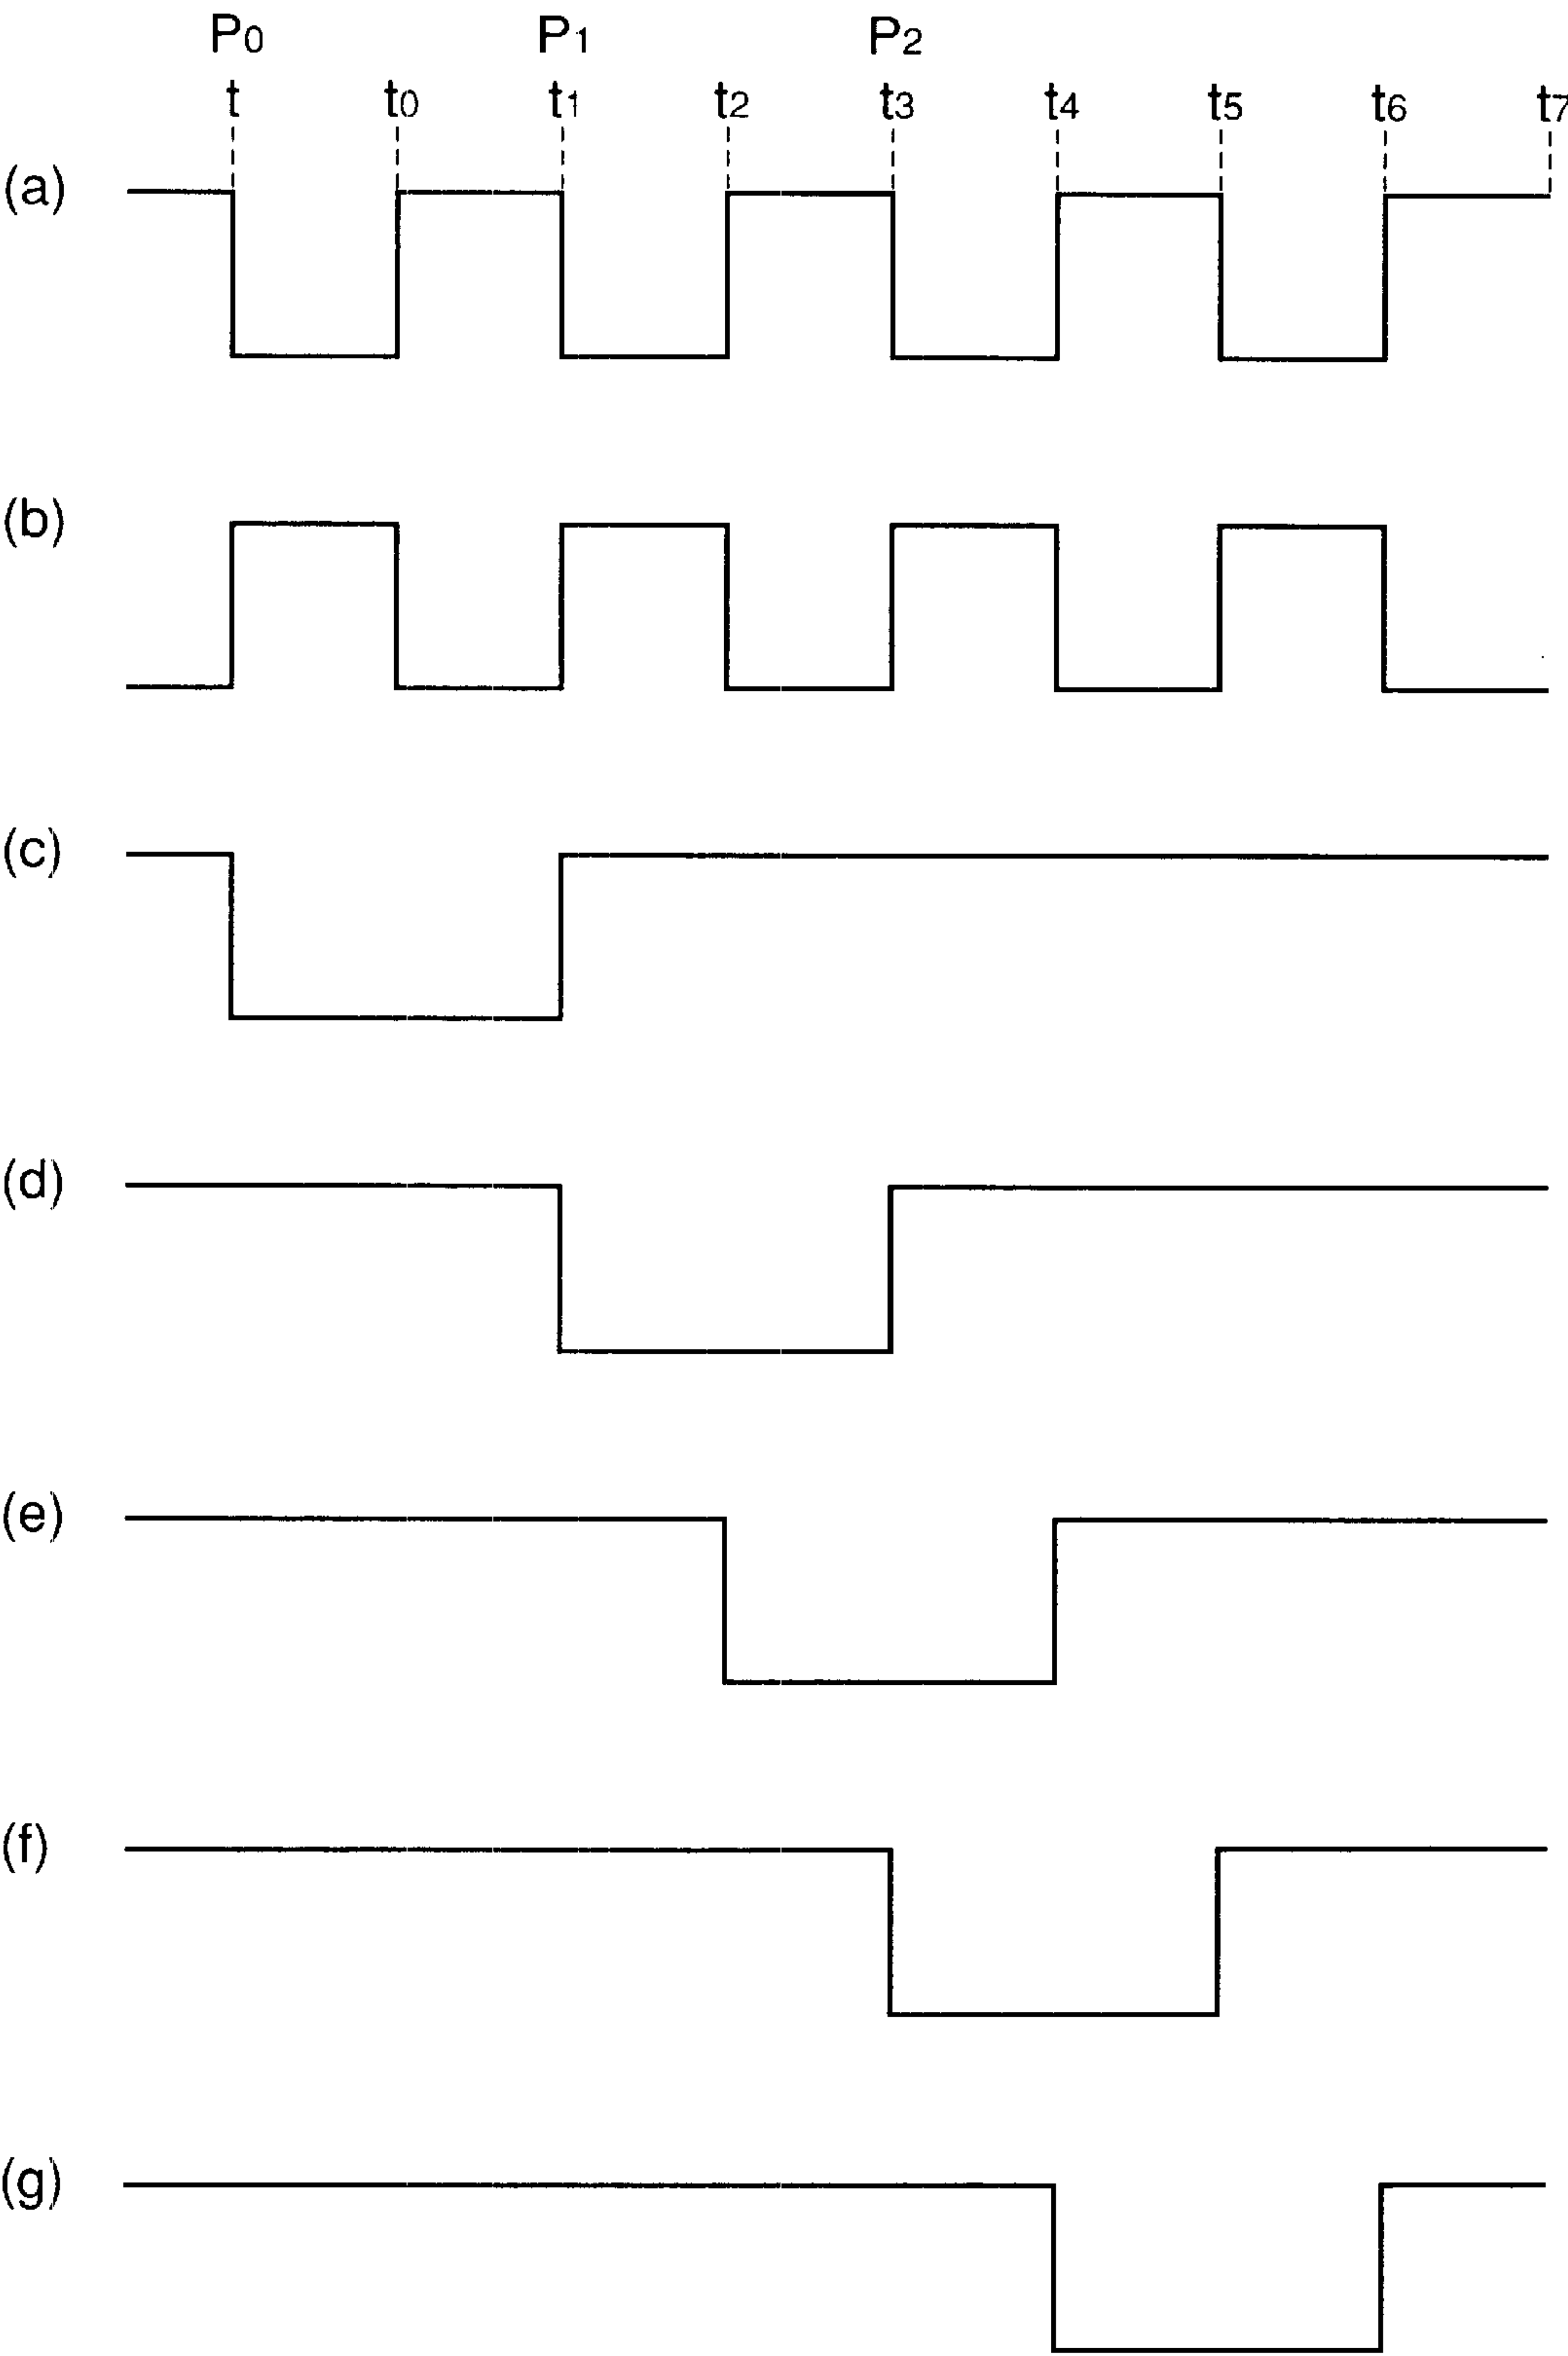 P0 P1 P2
t t0 t1 t2 t3 t4 t5 t6 t7
(a)
(b)
(c)
(d)
(e)
(f)
(g)